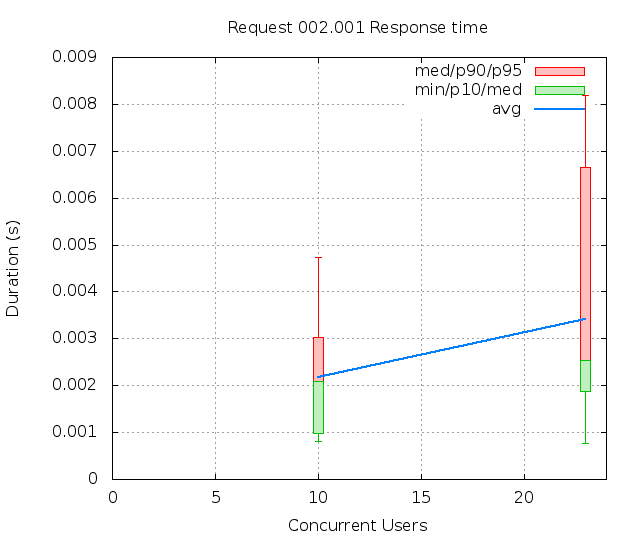 Request 002.001 Response time
0.009
0.008
0.007
0.006
0.005
0.004
0.003
0.002
0.001
0
med/p90/p95
min/p10/med
avg
Duration (s)
0 5 10 15 20
Concurrent Users